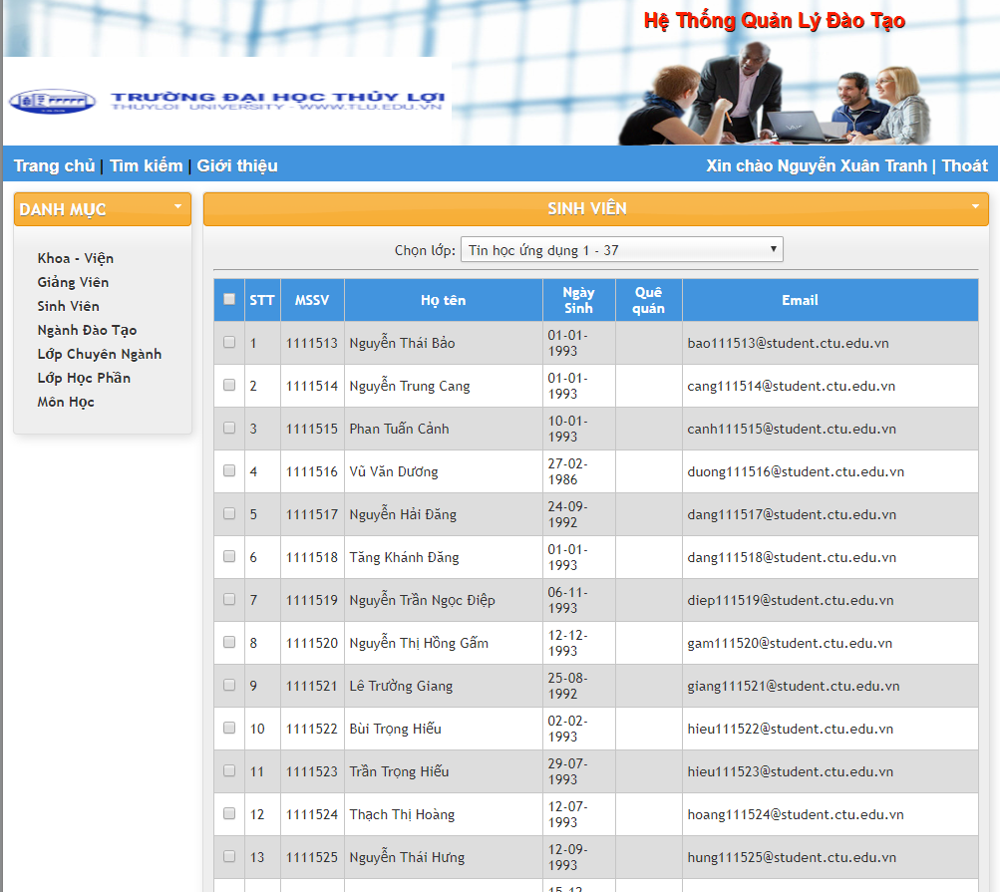 Hệ Thống Quản Lý Đào Tạo
TRƯỜNG ĐẠI HỌC THỦY LỢI
THUYLOI UNIVERSITY - WWW.TLU.EDU.VN
Trang chủ | Tìm kiếm | Giới thiệu
Xin chào Nguyễn Xuân Tranh | Thoát
DANH MỤC
Khoa - Viện
Giảng Viên
Sinh Viên
Ngành Đào Tạo
Lớp Chuyên Ngành
Lớp Học Phần
Môn Học
SINH VIÊN
Chọn lớp: Tin học ứng dụng 1 - 37
STT MSSV Họ tên Ngày Sinh Quê quán Email
1 1111513 Nguyễn Thái Bảo 01-01-1993 bao111513@student.ctu.edu.vn
2 1111514 Nguyễn Trung Cang 01-01-1993 cang111514@student.ctu.edu.vn
3 1111515 Phan Tuấn Cảnh 10-01-1993 canh111515@student.ctu.edu.vn
4 1111516 Vũ Văn Dương 27-02-1986 duong111516@student.ctu.edu.vn
5 1111517 Nguyễn Hải Đăng 24-09-1992 dang111517@student.ctu.edu.vn
6 1111518 Tăng Khánh Đăng 01-01-1993 dang111518@student.ctu.edu.vn
7 1111519 Nguyễn Trần Ngọc Điệp 06-11-1993 diep111519@student.ctu.edu.vn
8 1111520 Nguyễn Thị Hồng Gấm 12-12-1993 gam111520@student.ctu.edu.vn
9 1111521 Lê Trường Giang 25-08-1992 giang111521@student.ctu.edu.vn
10 1111522 Bùi Trọng Hiếu 02-02-1993 hieu111522@student.ctu.edu.vn
11 1111523 Trần Trọng Hiếu 29-07-1993 hieu111523@student.ctu.edu.vn
12 1111524 Thạch Thị Hoàng 12-07-1993 hoang111524@student.ctu.edu.vn
13 1111525 Nguyễn Thái Hưng 12-09-1993 hung111525@student.ctu.edu.vn